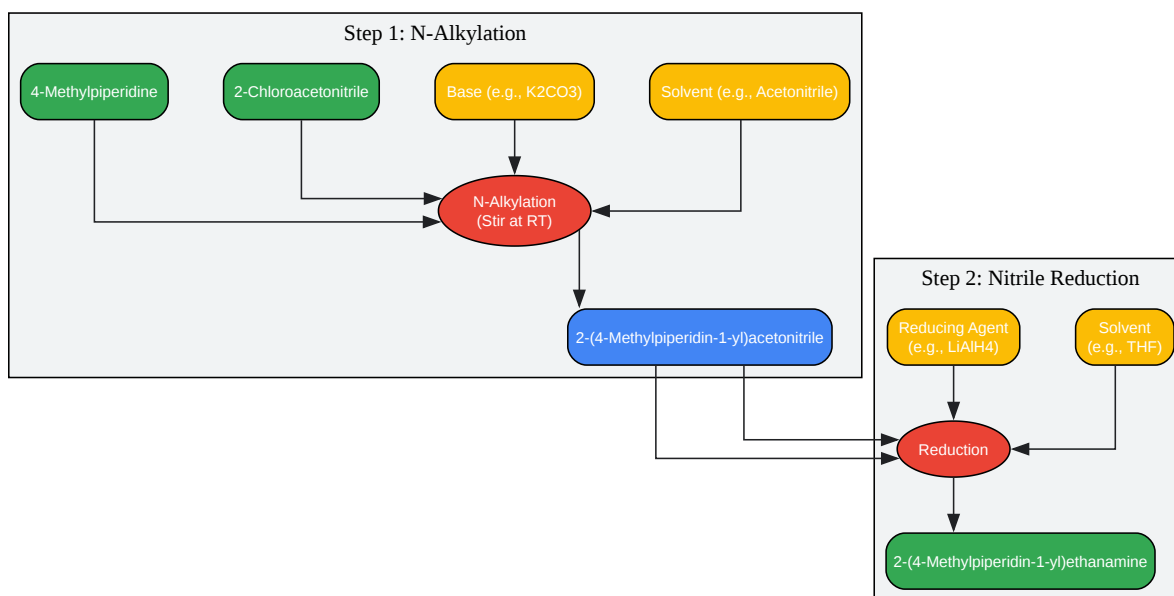 Step 1: N-Alkylation
4-Methylpiperidine
2-Chloroacetonitrile
Base (e.g., K2CO3)
Solvent (e.g., Acetonitrile)
N-Alkylation
(Stir at RT)
2-(4-Methylpiperidin-1-yl)acetonitrile
Step 2: Nitrile Reduction
Reducing Agent
(e.g., LiAlH4)
Solvent
(e.g., THF)
Reduction
2-(4-Methylpiperidin-1-yl)ethanamine